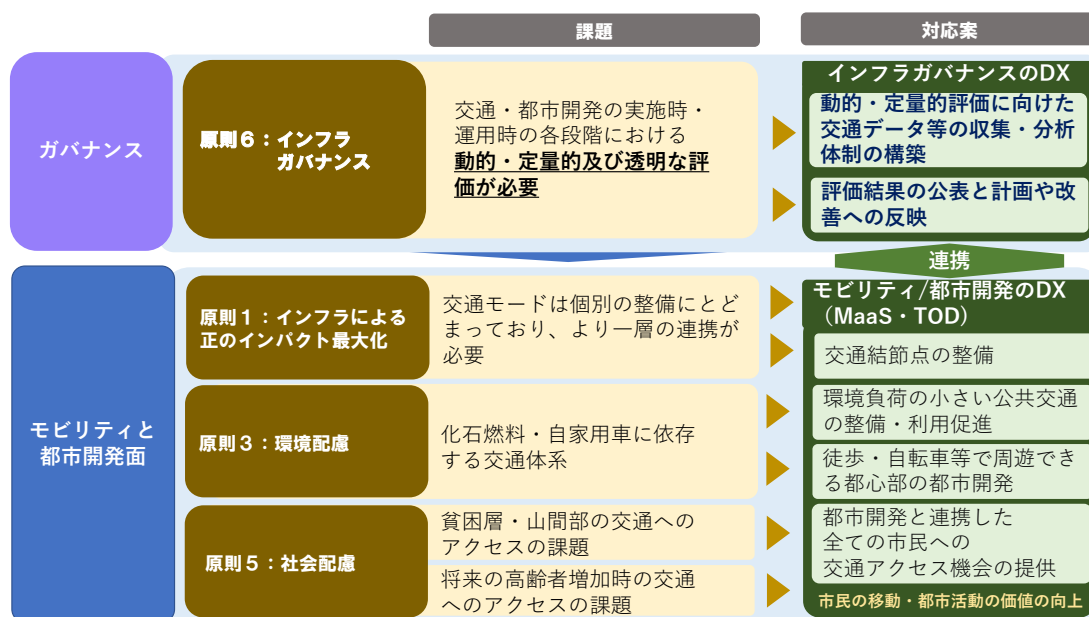 課題
対応案
ガバナンス
原則6：インフラ
ガバナンス
交通・都市開発の実施時・
運用時の各段階における
動的・定量的及び透明な評
価が必要
インフラガバナンスのDX
動的・定量的評価に向けた
交通データ等の収集・分析
体制の構築
評価結果の公表と計画や改
善への反映
連携
モビリティと
都市開発面
原則1：インフラによる
正のインパクト最大化
交通モードは個別の整備にとど
まっており、より一層の連携が
必要
モビリティ/都市開発のDX
（MaaS・TOD）
交通結節点の整備
原則3：環境配慮
化石燃料・自家用車に依存
する交通体系
環境負荷の小さい公共交通
の整備・利用促進
徒歩・自転車等で周遊でき
る都心部の都市開発
原則5：社会配慮
貧困層・山間部の交通への
アクセスの課題
将来の高齢者増加時の交通
へのアクセスの課題
都市開発と連携した
全ての市民への
交通アクセス機会の提供
市民の移動・都市活動の価値の向上